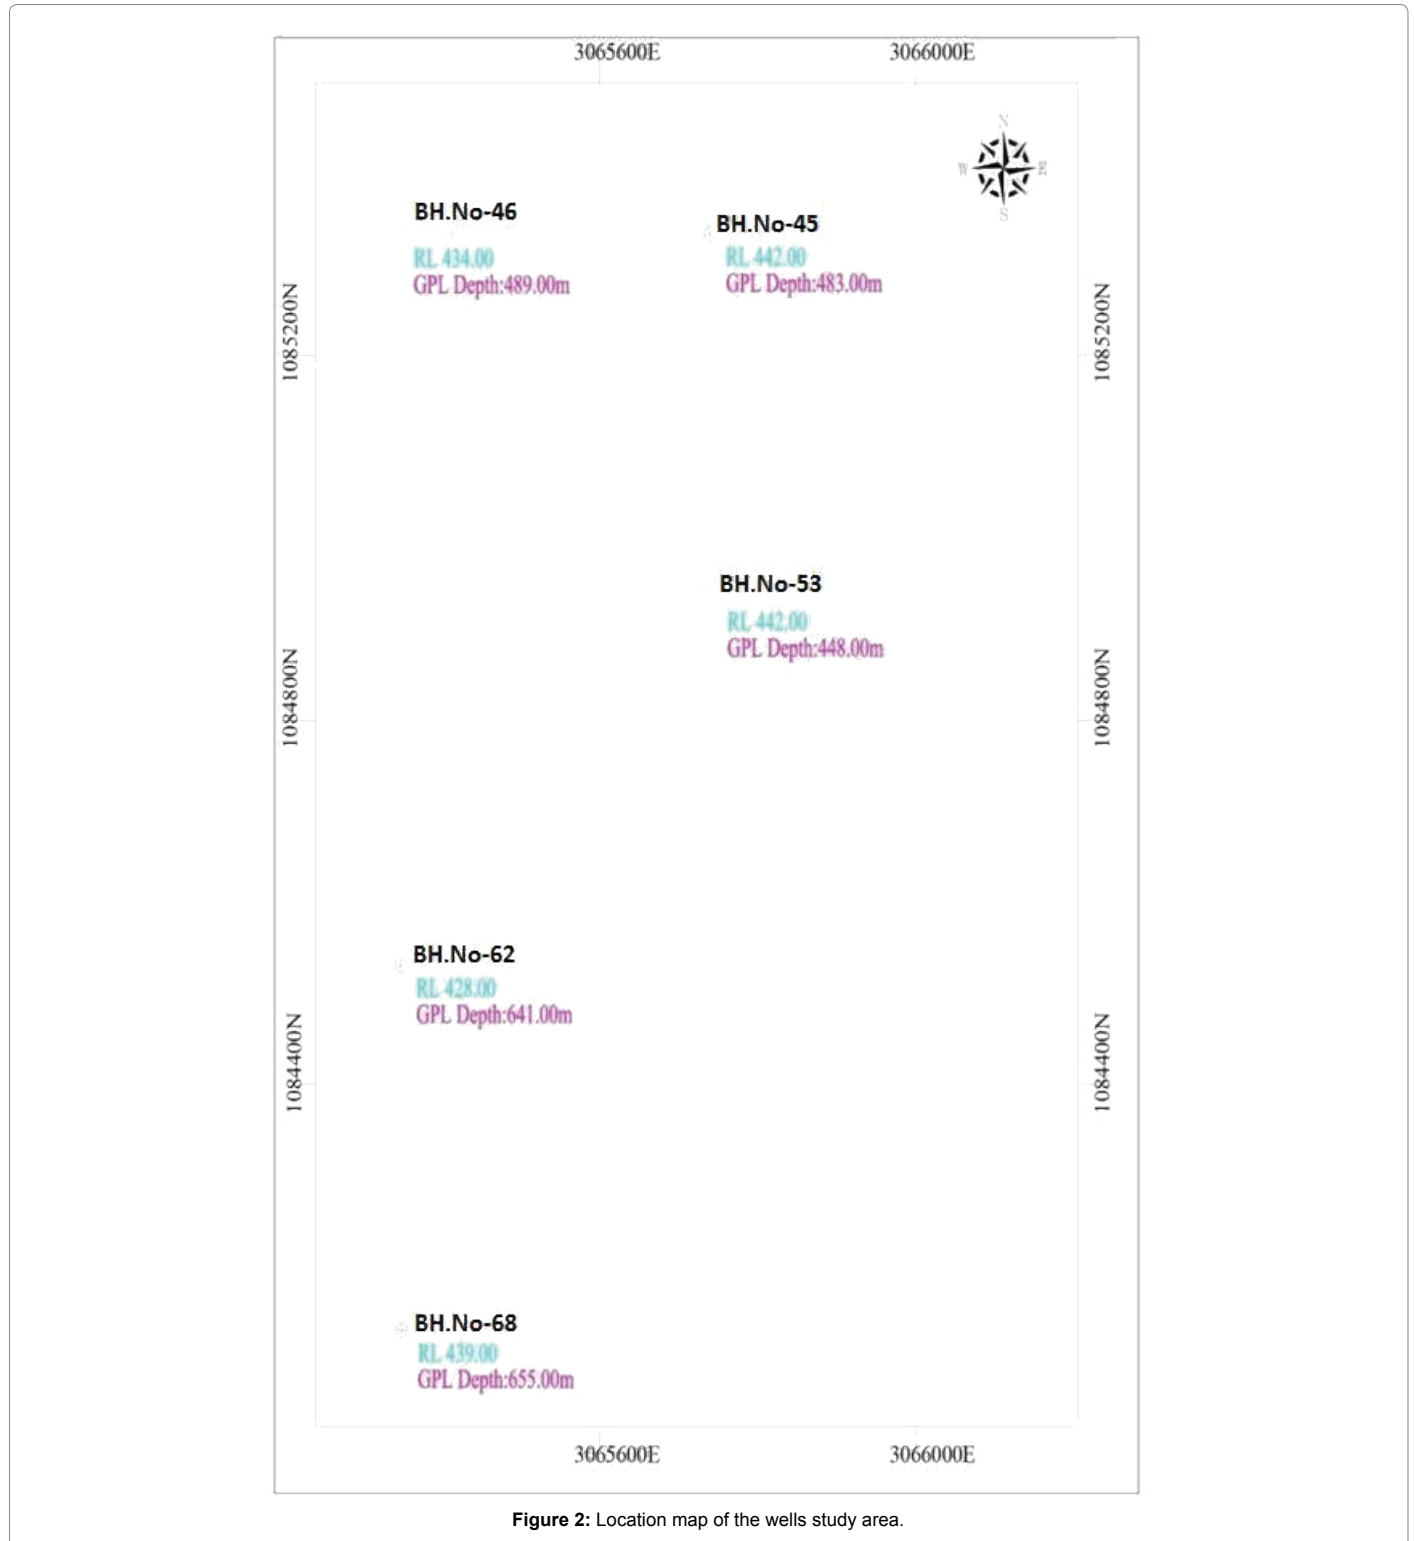 3065600E 3066000E
N
W E
S
BH.No-46
RL 434.00
GPL Depth:489.00m
BH.No-45
RL 442.00
GPL Depth:483.00m
1085200N
1085200N
BH.No-53
RL 442.00
GPL Depth:448.00m
1084800N
1084800N
BH.No-62
RL 428.00
GPL Depth:641.00m
1084400N
1084400N
BH.No-68
RL 439.00
GPL Depth:655.00m
3065600E 3066000E
Figure 2: Location map of the wells study area.